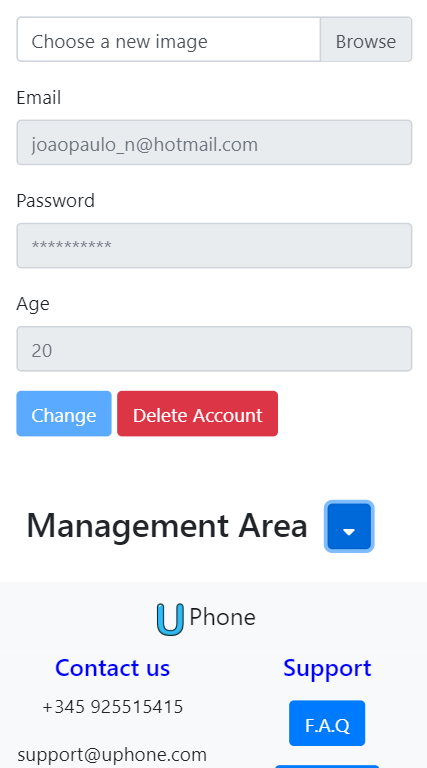 Choose a new image Browse
Email
joaopaulo_n@hotmail.com
Password
**********
Age
20
Change Delete Account
Management Area
U Phone
Contact us Support
+345 925515415
F.A.Q
support@uphone.com